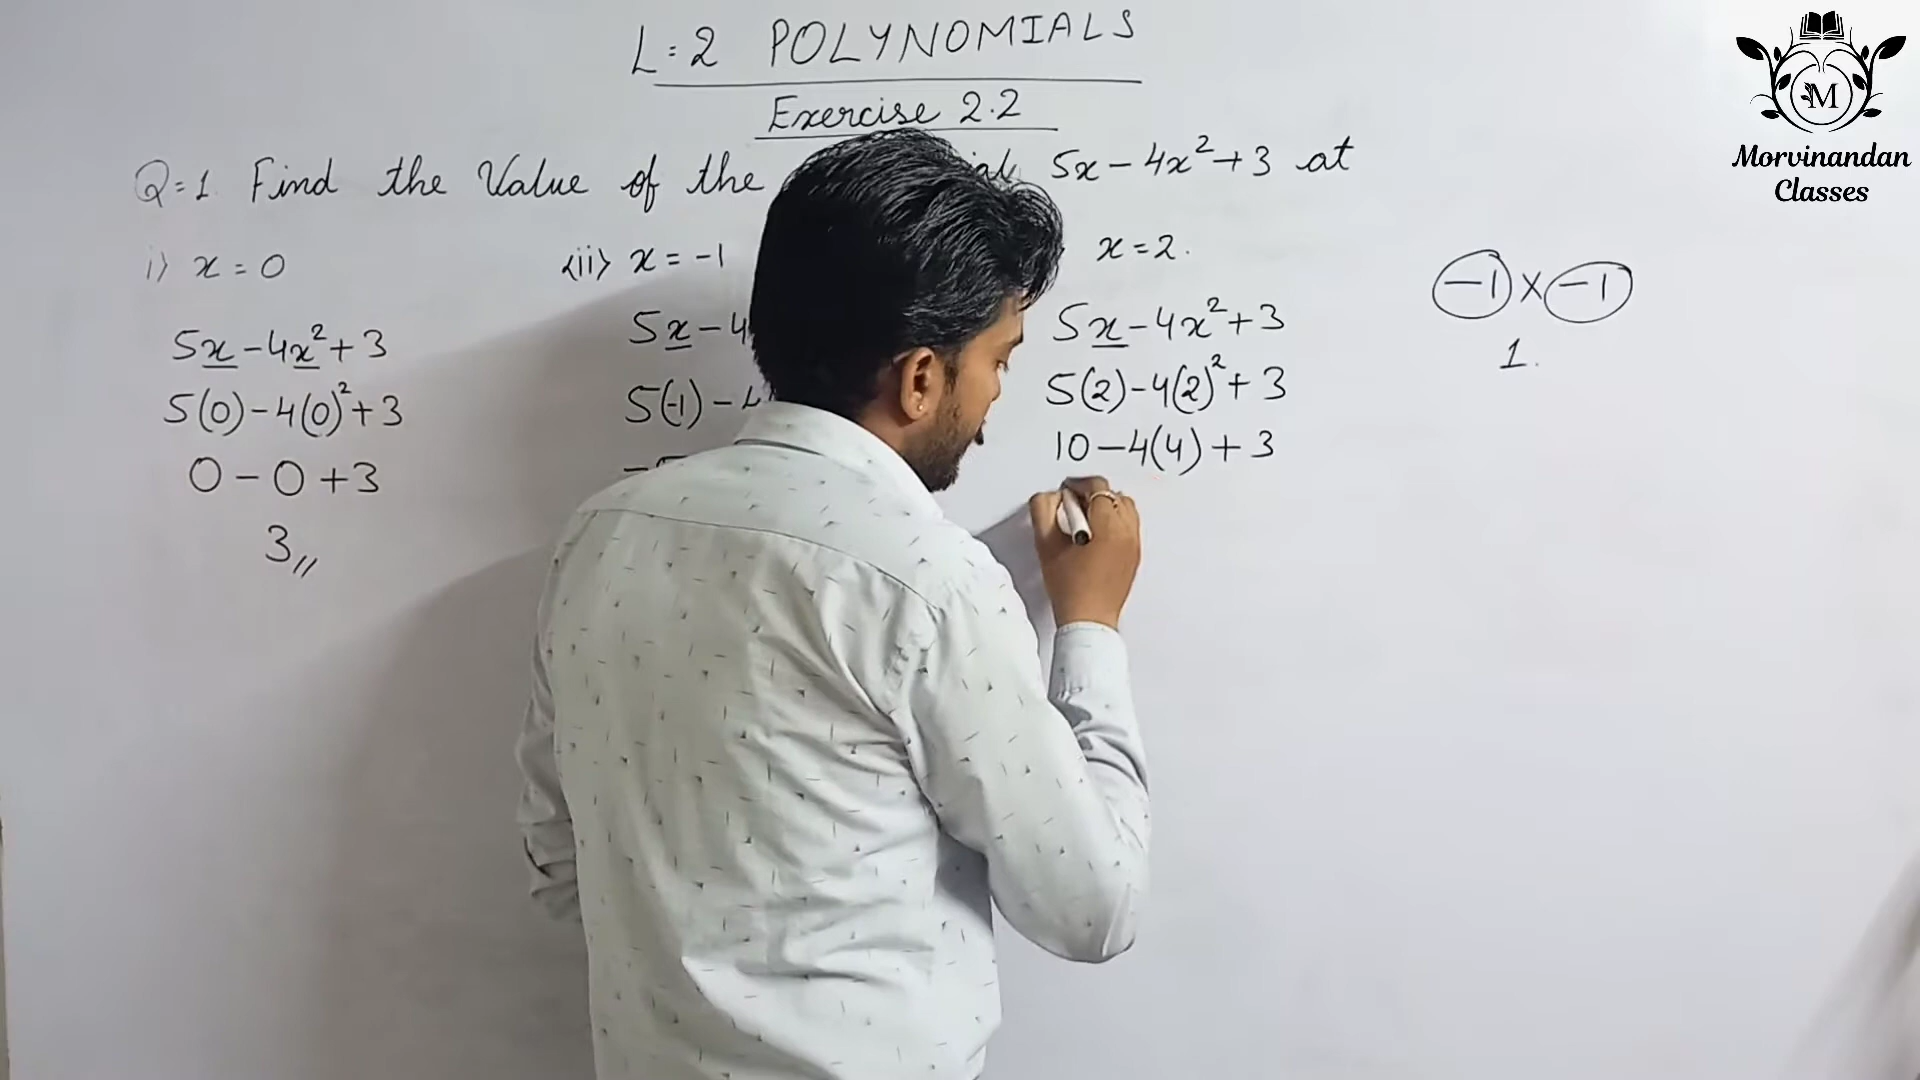 L=2 POLYNOMIALS
Exercise 2.2
Q=1. Find the Value of the 5x-4x²+3 at
i) x=0
5x-4x²+3
5(0)-4(0)²+3
0-0+3
3
(ii) x=-1
5x-4
5(-1)-
x=2.
5x-4x²+3
5(2)-4(2)²+3
10-4(4)+3
-1×-1
1.
M
Morvinandan
Classes